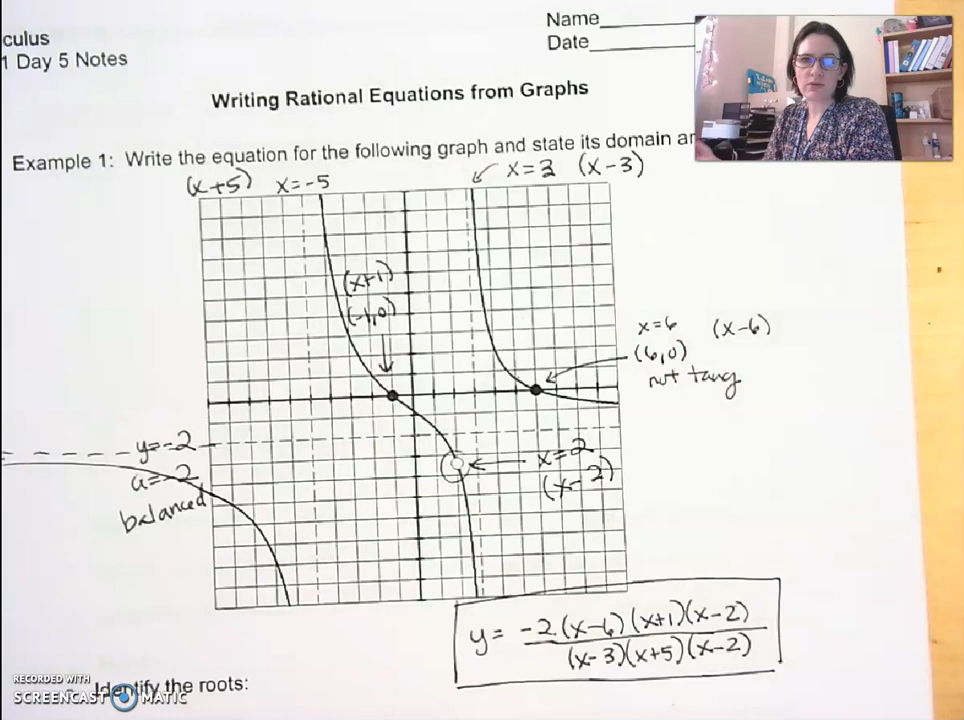 culus
1 Day 5 Notes
Name
Date
Writing Rational Equations from Graphs
Example 1: Write the equation for the following graph and state its domain
(x+5) x=-5
x=3 (x-3)
(x+1)
(-1,0)
x=6 (x-6)
(6,0)
not tang
y=-2
a=-2
balanced
x=2
(x-2)
y= -2(x-6)(x+1)(x-2)
(x-3)(x+5)(x-2)
Identify the roots:
RECORDED WITH
SCREENCAST MATIC